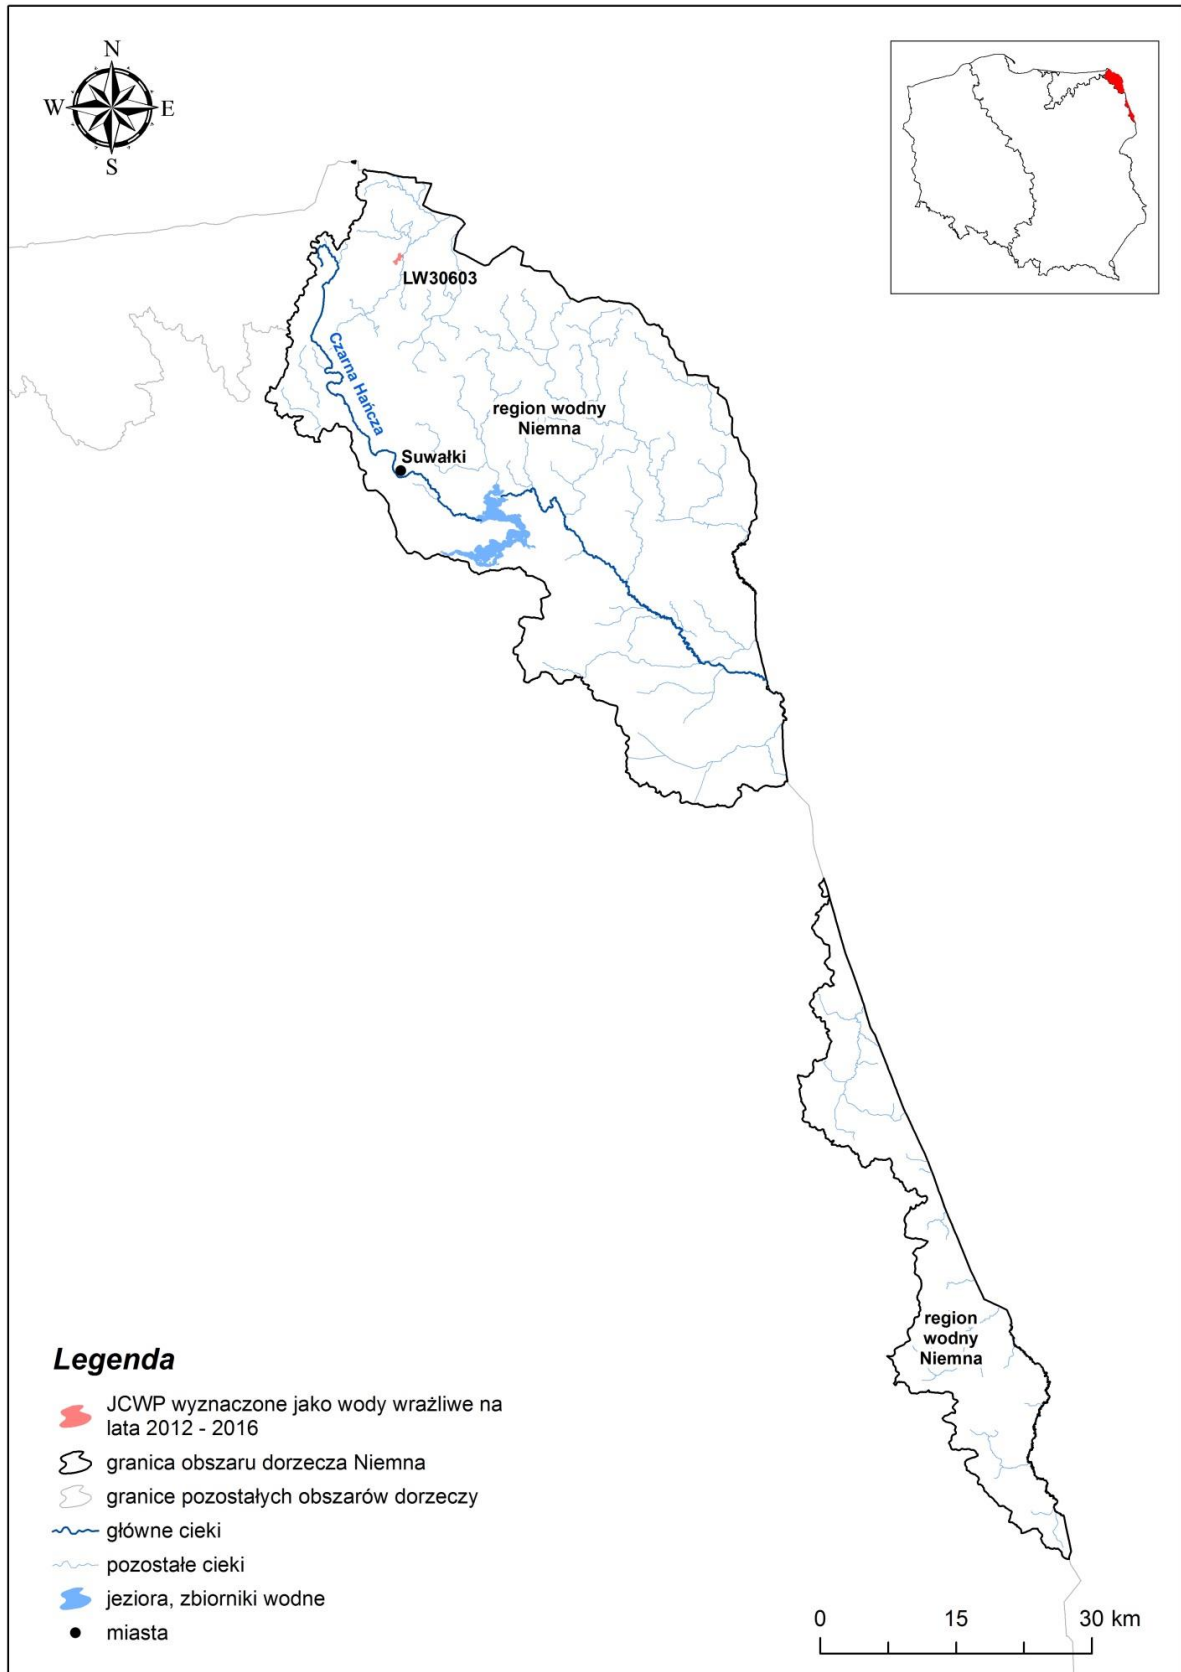 N
W
E
S
LW30603
Czarna Hańcza
region wodny
Niemna
Suwałki
region
wodny
Niemna
Legenda
JCWP wyznaczone jako wody wrażliwe na
lata 2012 - 2016
granica obszaru dorzecza Niemna
granice pozostałych obszarów dorzeczy
główne cieki
pozostałe cieki
jeziora, zbiorniki wodne
miasta
0 15 30 km